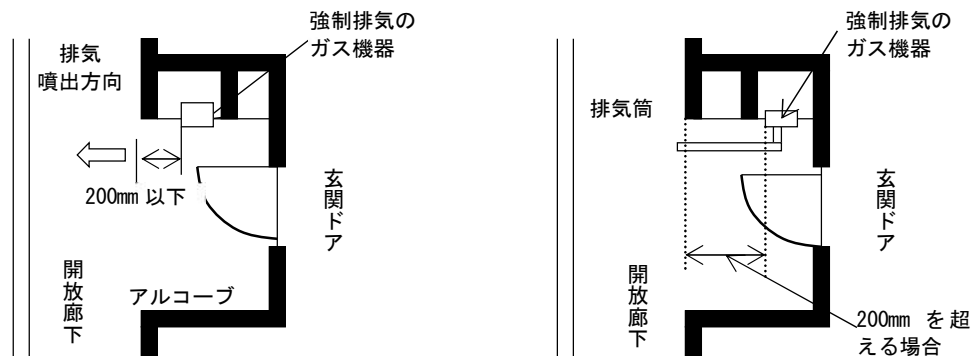 強制排気の
ガス機器
排気
噴出方向
200mm 以下
玄関ドア
開放廊下
アルコーブ
強制排気の
ガス機器
排気筒
玄関ドア
開放廊下
200mm を超
える場合